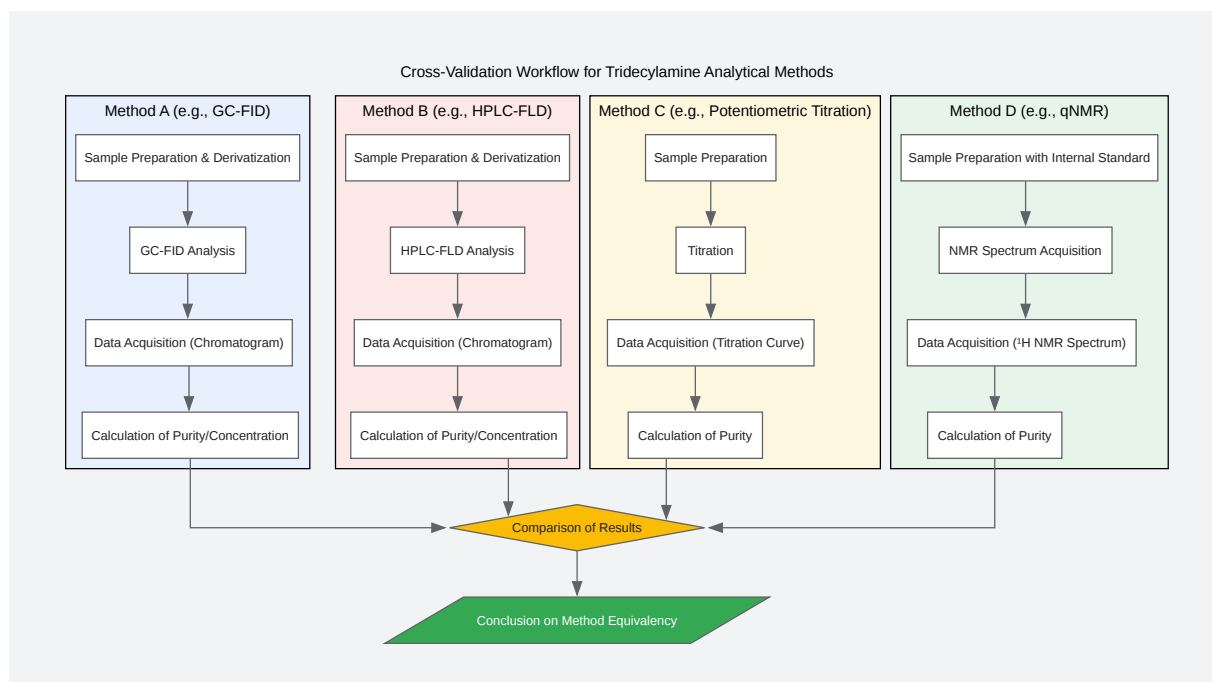 Cross-Validation Workflow for Tridecylamine Analytical Methods
Method A (e.g., GC-FID)
Sample Preparation & Derivatization
GC-FID Analysis
Data Acquisition (Chromatogram)
Calculation of Purity/Concentration
Method B (e.g., HPLC-FLD)
Sample Preparation & Derivatization
HPLC-FLD Analysis
Data Acquisition (Chromatogram)
Calculation of Purity/Concentration
Method C (e.g., Potentiometric Titration)
Sample Preparation
Titration
Data Acquisition (Titration Curve)
Calculation of Purity
Method D (e.g., qNMR)
Sample Preparation with Internal Standard
NMR Spectrum Acquisition
Data Acquisition (¹H NMR Spectrum)
Calculation of Purity
Comparison of Results
Conclusion on Method Equivalency